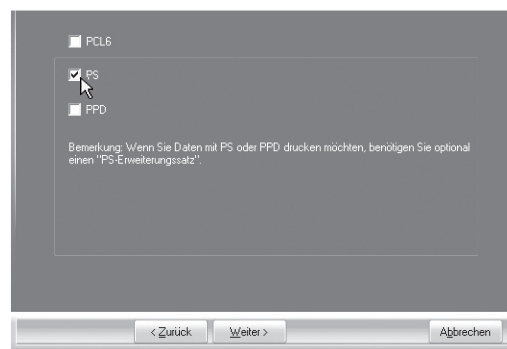 PCL6
PS
PPD
Bemerkung: Wenn Sie Daten mit PS oder PPD drucken möchten, benötigen Sie optional
einen "PS-Erweiterungssatz".
< Zurück Weiter > Abbrechen